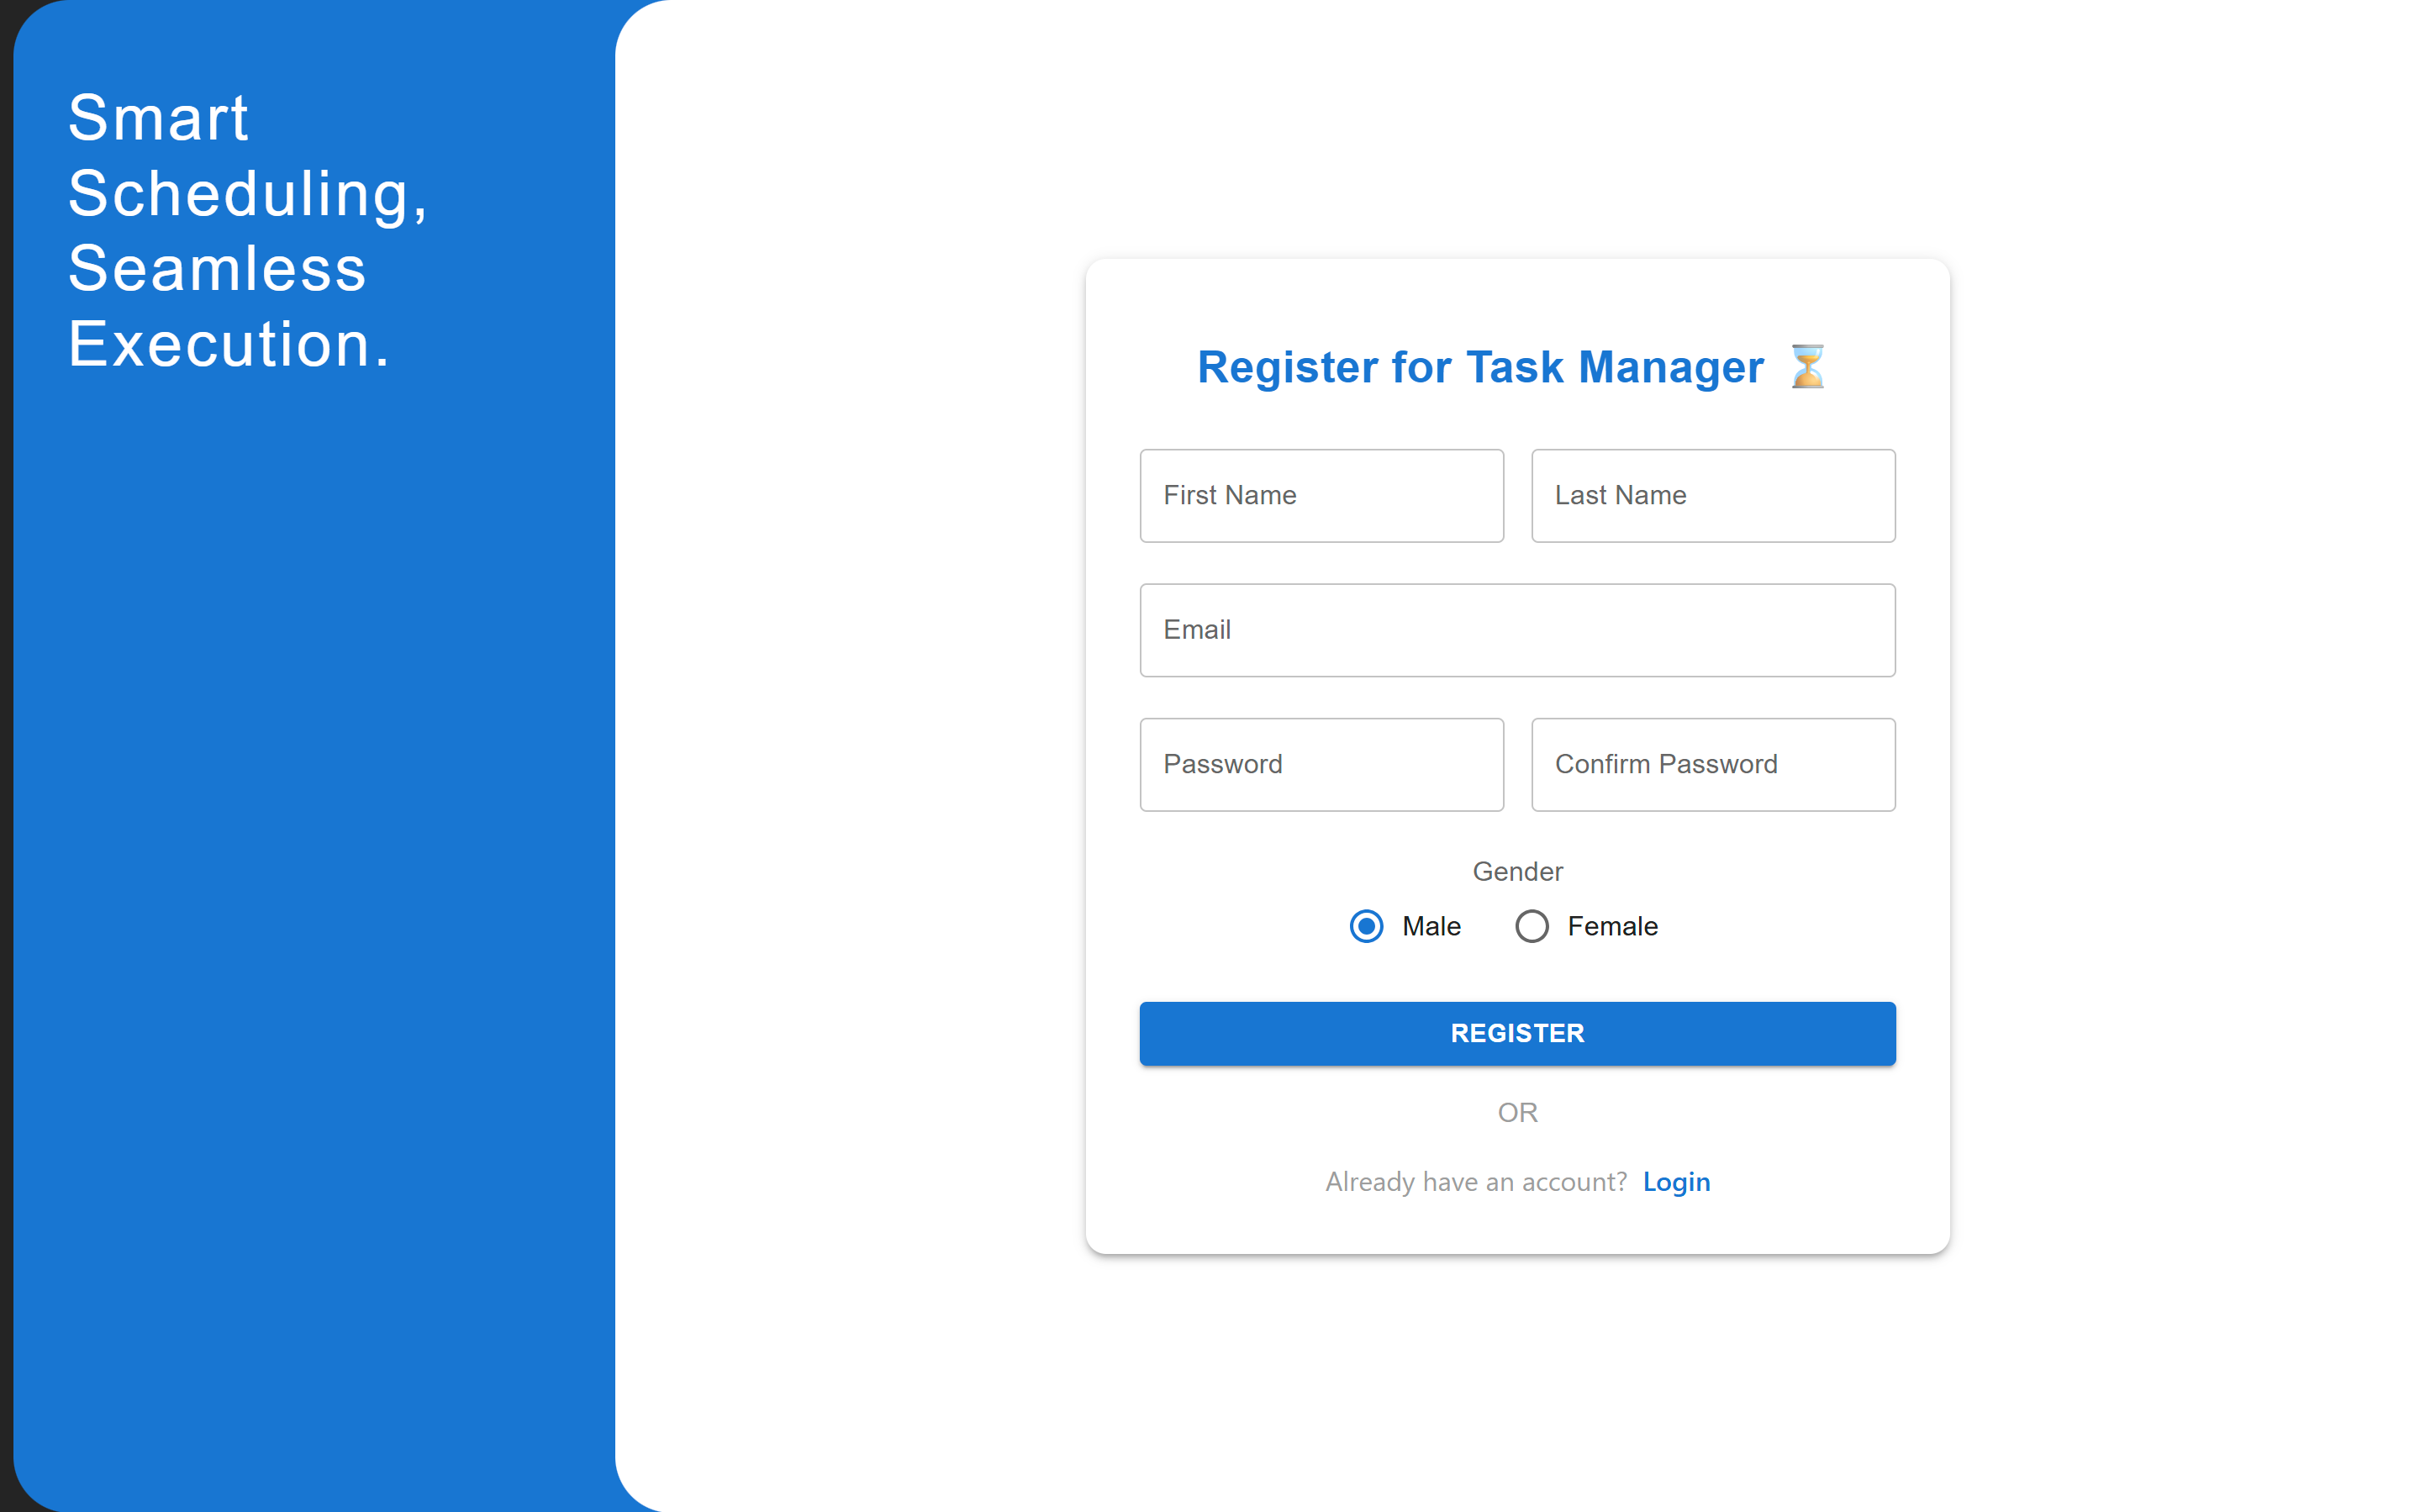 Smart
Scheduling,
Seamless
Execution.
Register for Task Manager ⏳
First Name
Last Name
Email
Password
Confirm Password
Gender
Male
Female
REGISTER
OR
Already have an account? Login